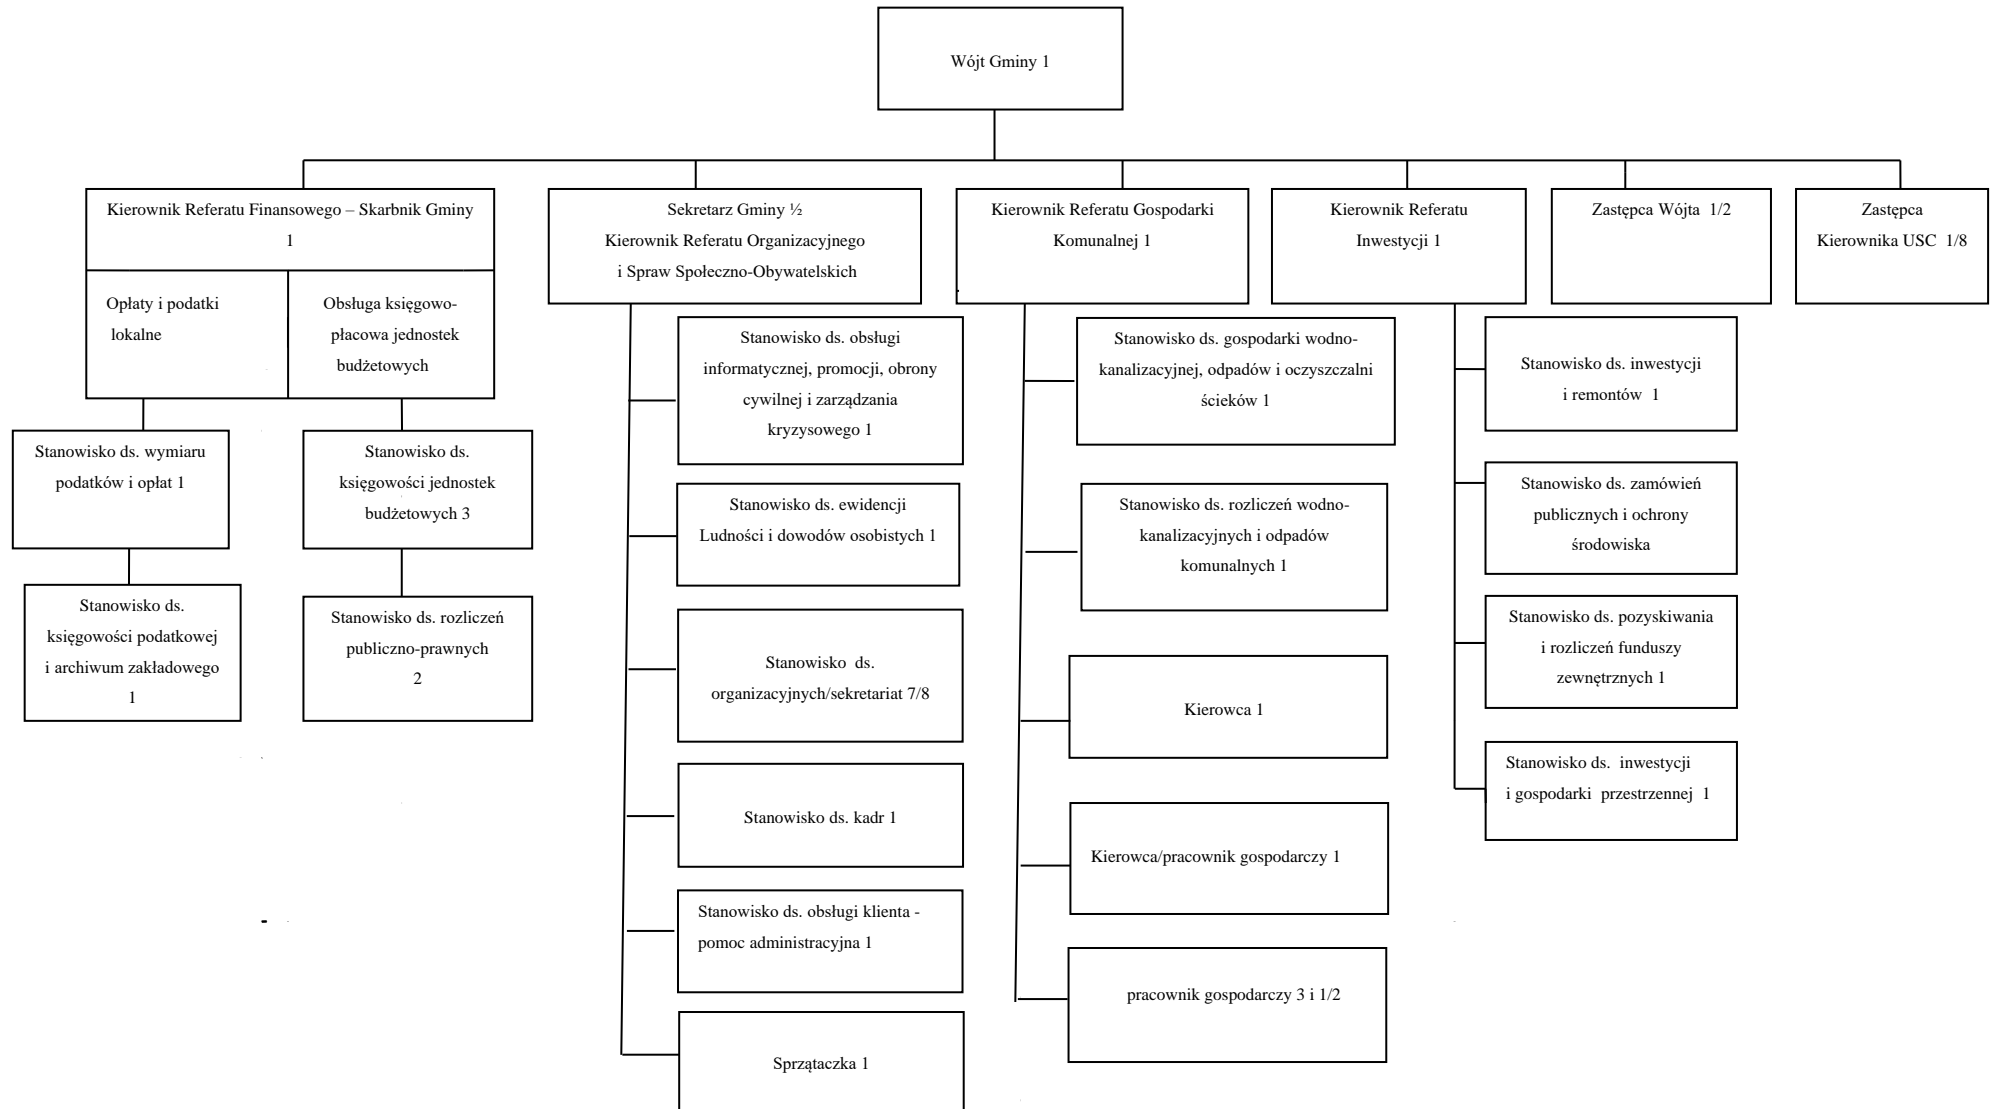 Wójt Gminy 1
Kierownik Referatu Finansowego – Skarbnik Gminy
1
Opłaty i podatki
lokalne
Obsługa księgowo-
płacowa jednostek
budżetowych
Stanowisko ds. wymiaru
podatków i opłat 1
Stanowisko ds.
księgowości podatkowej
i archiwum zakładowego
1
Stanowisko ds.
księgowości jednostek
budżetowych 3
Stanowisko ds. rozliczeń
publiczno-prawnych
2
Sekretarz Gminy ½
Kierownik Referatu Organizacyjnego
i Spraw Społeczno-Obywatelskich
Stanowisko ds. obsługi
informatycznej, promocji, obrony
cywilnej i zarządzania
kryzysowego 1
Stanowisko ds. ewidencji
Ludności i dowodów osobistych 1
Stanowisko  ds.
organizacyjnych/sekretariat 7/8
Stanowisko ds. kadr 1
Stanowisko ds. obsługi klienta -
pomoc administracyjna 1
Sprzątaczka 1
Kierownik Referatu Gospodarki
Komunalnej 1
Stanowisko ds. gospodarki wodno-
kanalizacyjnej, odpadów i oczyszczalni
ścieków 1
Stanowisko ds. rozliczeń wodno-
kanalizacyjnych i odpadów
komunalnych 1
Kierowca 1
Kierowca/pracownik gospodarczy 1
pracownik gospodarczy 3 i 1/2
Kierownik Referatu
Inwestycji 1
Stanowisko ds. inwestycji
i remontów  1
Stanowisko ds. zamówień
publicznych i ochrony
środowiska
Stanowisko ds. pozyskiwania
i rozliczeń funduszy
zewnętrznych 1
Stanowisko ds.  inwestycji
i gospodarki  przestrzennej  1
Zastępca Wójta  1/2
Zastępca
Kierownika USC  1/8